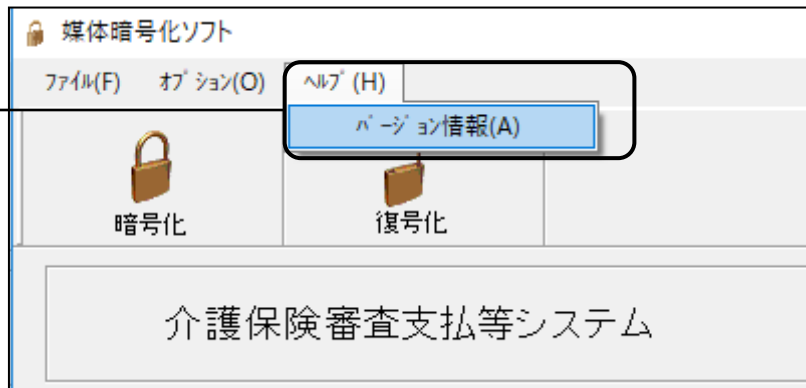 媒体暗号化ソフト
ﾌｧｲﾙ(F) ｵﾌﾟｼｮﾝ(O) ﾍﾙﾌﾟ(H)
ﾊﾞｰｼﾞｮﾝ情報(A)
暗号化 復号化
介護保険審査支払等システム